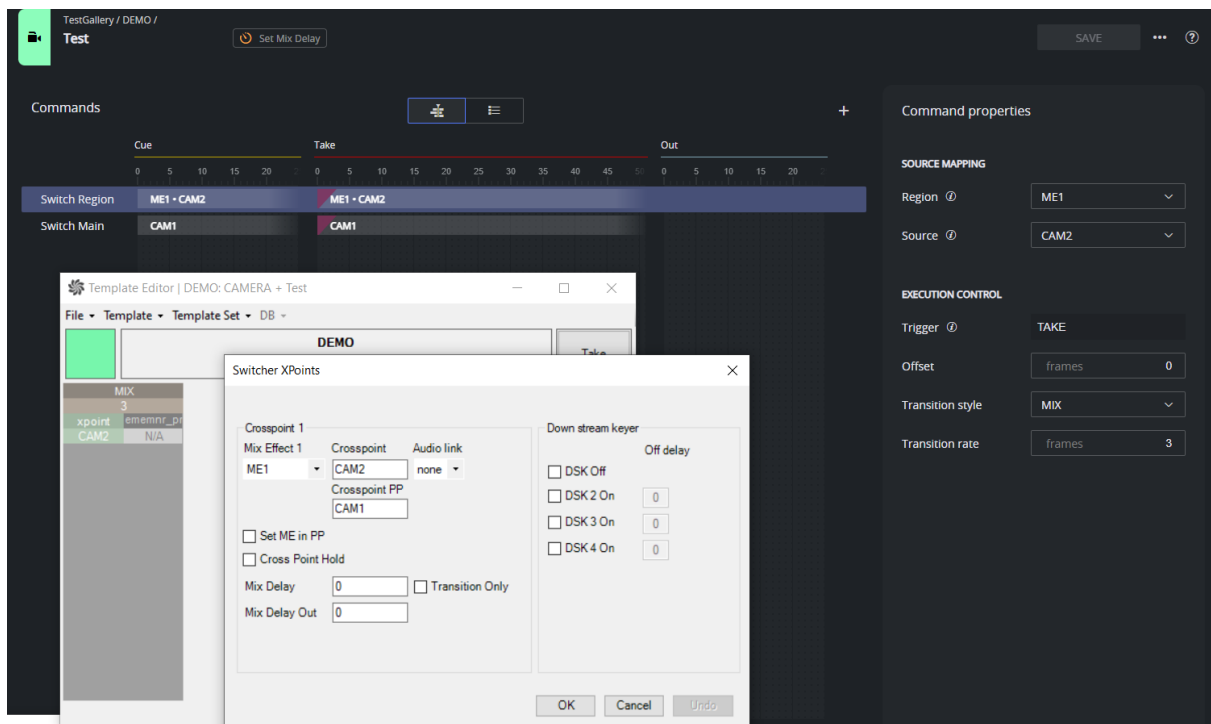 TestGallery / DEMO /
Test
Set Mix Delay
SAVE
Commands
Command properties
Cue Take Out
0 5 10 15 20 0 5 10 15 20 25 30 35 40 45 50 0 5 10 15 20
Switch Region ME1 • CAM2 ME1 • CAM2
Switch Main CAM1 CAM1
SOURCE MAPPING
Region ME1
Source CAM2
EXECUTION CONTROL
Trigger TAKE
Offset frames 0
Transition style MIX
Transition rate frames 3
Template Editor | DEMO: CAMERA + Test
File Template Template Set DB
DEMO
Take
MIX
3
xpoint ememnr_pr
CAM2 N/A
Switcher XPoints
Crosspoint 1
Mix Effect 1 Crosspoint Audio link
ME1 CAM2 none
Crosspoint PP
CAM1
Set ME in PP
Cross Point Hold
Mix Delay 0 Transition Only
Mix Delay Out 0
Down stream keyer
Off delay
DSK Off
DSK 2 On 0
DSK 3 On 0
DSK 4 On 0
OK Cancel Undo